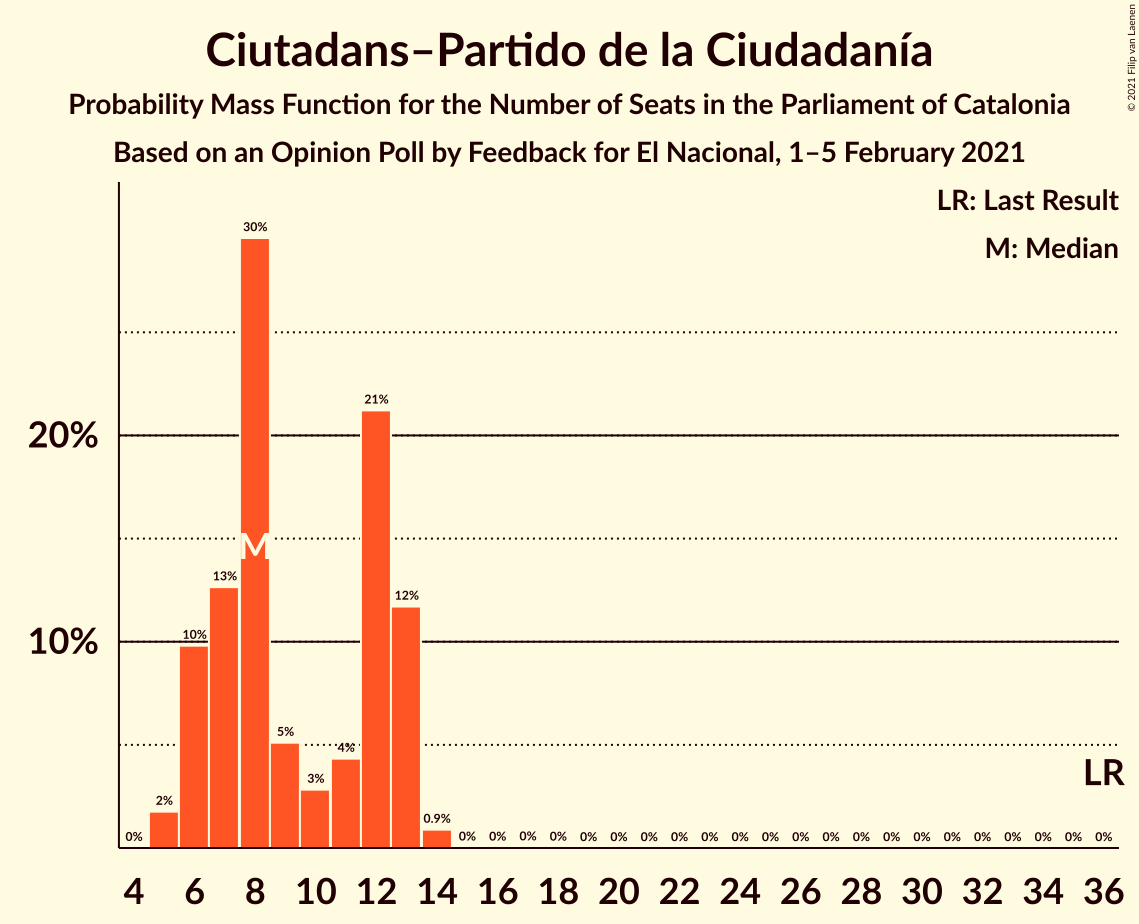 Ciutadans–Partido de la Ciudadanía
Probability Mass Function for the Number of Seats in the Parliament of Catalonia
Based on an Opinion Poll by Feedback for El Nacional, 1–5 February 2021
© 2021 Filip van Laenen
LR: Last Result
M: Median
20%
10%
0% 2% 10% 13% 30% 5% 3% 4% 21% 12% 0.9% 0% 0% 0% 0% 0% 0% 0% 0% 0% 0% 0% 0% 0% 0% 0% 0% 0% 0% 0% 0% 0% 0%
M
LR
4 6 8 10 12 14 16 18 20 22 24 26 28 30 32 34 36